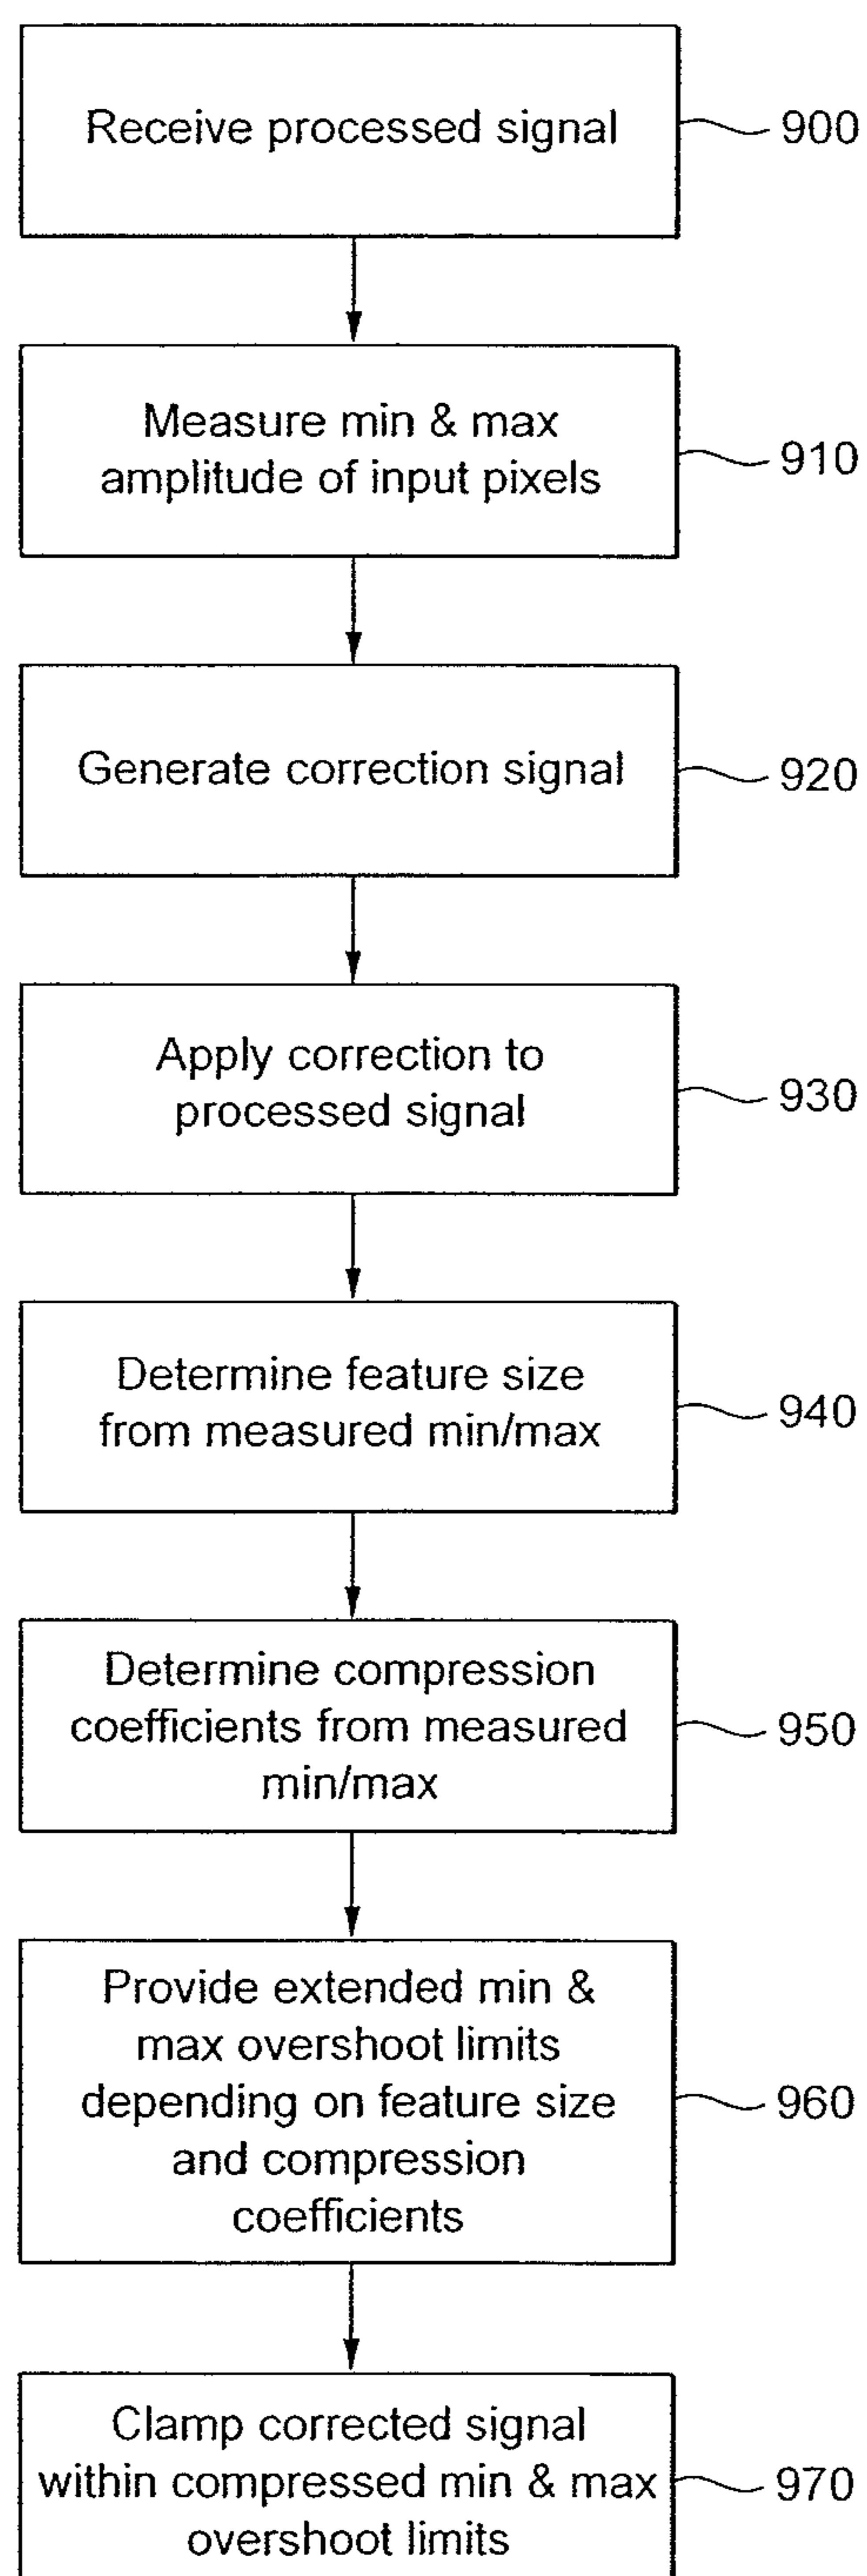 Receive processed signal
900
Measure min & max
amplitude of input pixels
910
Generate correction signal
920
Apply correction to
processed signal
930
Determine feature size
from measured min/max
940
Determine compression
coefficients from measured
min/max
950
Provide extended min &
max overshoot limits
depending on feature size
and compression
coefficients
960
Clamp corrected signal
within compressed min & max
overshoot limits
970